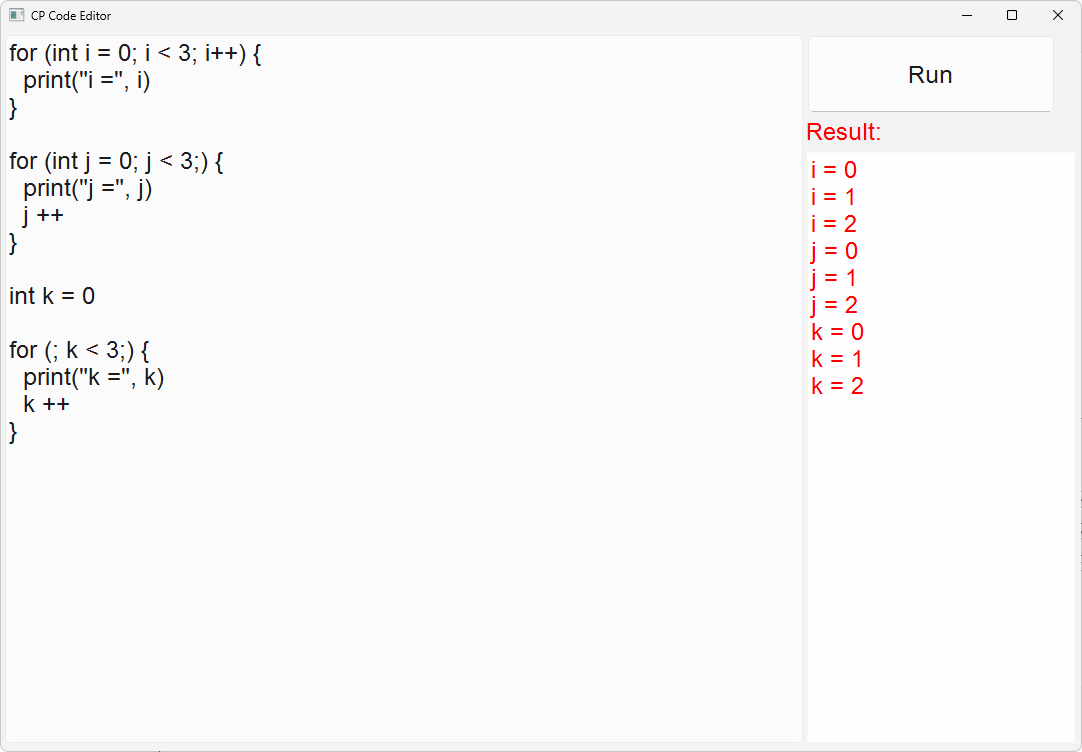 CP Code Editor
for (int i = 0; i < 3; i++) {
  print("i =", i)
}
for (int j = 0; j < 3;) {
  print("j =", j)
  j ++
}
int k = 0
for (; k < 3;) {
  print("k =", k)
  k ++
}
Run
Result:
i = 0
i = 1
i = 2
j = 0
j = 1
j = 2
k = 0
k = 1
k = 2